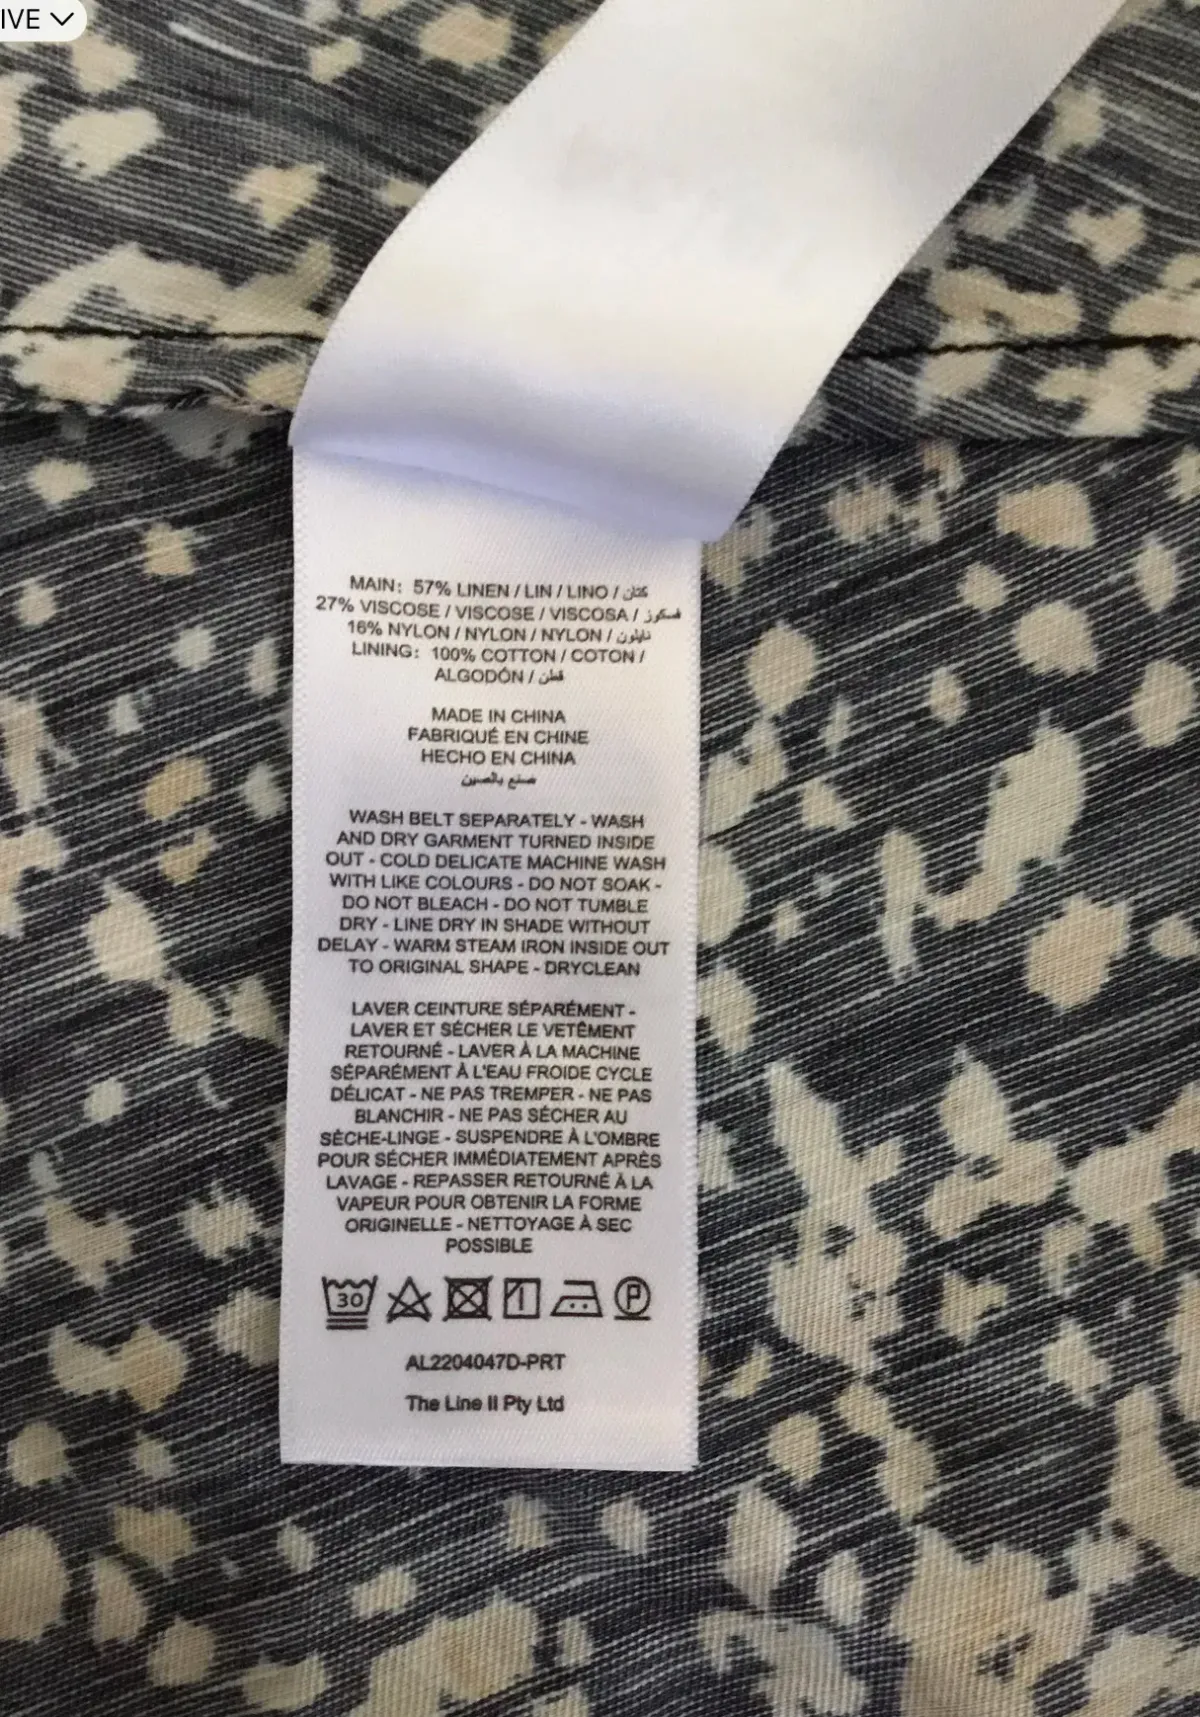 IVE
MAIN: 57% LINEN / LIN / LINO / كتان
27% VISCOSE / VISCOSE / VISCOSA / فسكوز
16% NYLON / NYLON / NYLON / نايلون
LINING: 100% COTTON / COTON /
ALGODÓN / قطن
MADE IN CHINA
FABRIQUÉ EN CHINE
HECHO EN CHINA
صنع بالصين
WASH BELT SEPARATELY - WASH
AND DRY GARMENT TURNED INSIDE
OUT - COLD DELICATE MACHINE WASH
WITH LIKE COLOURS - DO NOT SOAK -
DO NOT BLEACH - DO NOT TUMBLE
DRY - LINE DRY IN SHADE WITHOUT
DELAY - WARM STEAM IRON INSIDE OUT
TO ORIGINAL SHAPE - DRYCLEAN
LAVER CEINTURE SÉPARÉMENT -
LAVER ET SÉCHER LE VETÊMENT
RETOURNÉ - LAVER À LA MACHINE
SÉPARÉMENT À L'EAU FROIDE CYCLE
DÉLICAT - NE PAS TREMPER - NE PAS
BLANCHIR - NE PAS SÉCHER AU
SÈCHE-LINGE - SUSPENDRE À L'OMBRE
POUR SÉCHER IMMÉDIATEMENT APRÈS
LAVAGE - REPASSER RETOURNÉ À LA
VAPEUR POUR OBTENIR LA FORME
ORIGINELLE - NETTOYAGE À SEC
POSSIBLE
30 P
AL2204047D-PRT
The Line II Pty Ltd